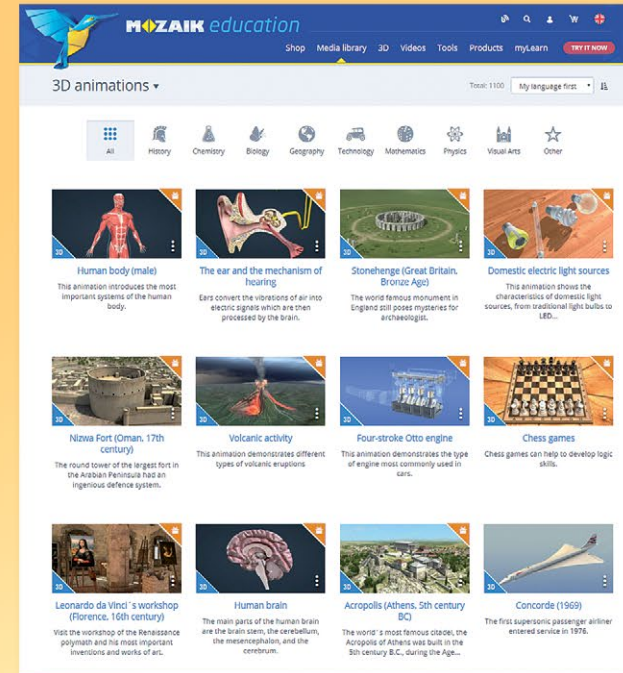 MOZAIK education
Shop Media library 3D Videos Tools Products myLearn TRY IT NOW
3D animations
Total: 1100 My language first
All History Chemistry Biology Geography Technology Mathematics Physics Visual Arts Other
3D
3D
3D
3D
Human body (male)
This animation introduces the most
important systems of the human
body.
The ear and the mechanism of
hearing
Ears convert the vibrations of air into
electric signals which are then
processed by the brain.
Stonehenge (Great Britain,
Bronze Age)
The world famous monument in
England still poses mysteries for
archaeologist.
Domestic electric light sources
This animation shows the
characteristics of domestic light
sources, from traditional light bulbs to
LED...
3D
3D
3D
3D
Nizwa Fort (Oman, 17th
century)
The round tower of the largest fort in
the Arabian Peninsula had an
ingenious defence system.
Volcanic activity
This animation demonstrates different
types of volcanic eruptions
Four-stroke Otto engine
This animation demonstrates the type
of engine most commonly used in
cars.
Chess games
Chess games can help to develop logic
skills.
3D
3D
3D
3D
Leonardo da Vinci´s workshop
(Florence, 16th century)
Visit the workshop of the Renaissance
polymath and his most important
inventions and works of art.
Human brain
The main parts of the human brain
are the brain stem, the cerebellum,
the mesencephalon, and the
cerebrum.
Acropolis (Athens, 5th century
BC)
The world´s most famous citadel, the
Acropolis of Athens was built in the
5th century B.C., during the Age...
Concorde (1969)
The first supersonic passenger airliner
entered service in 1976.